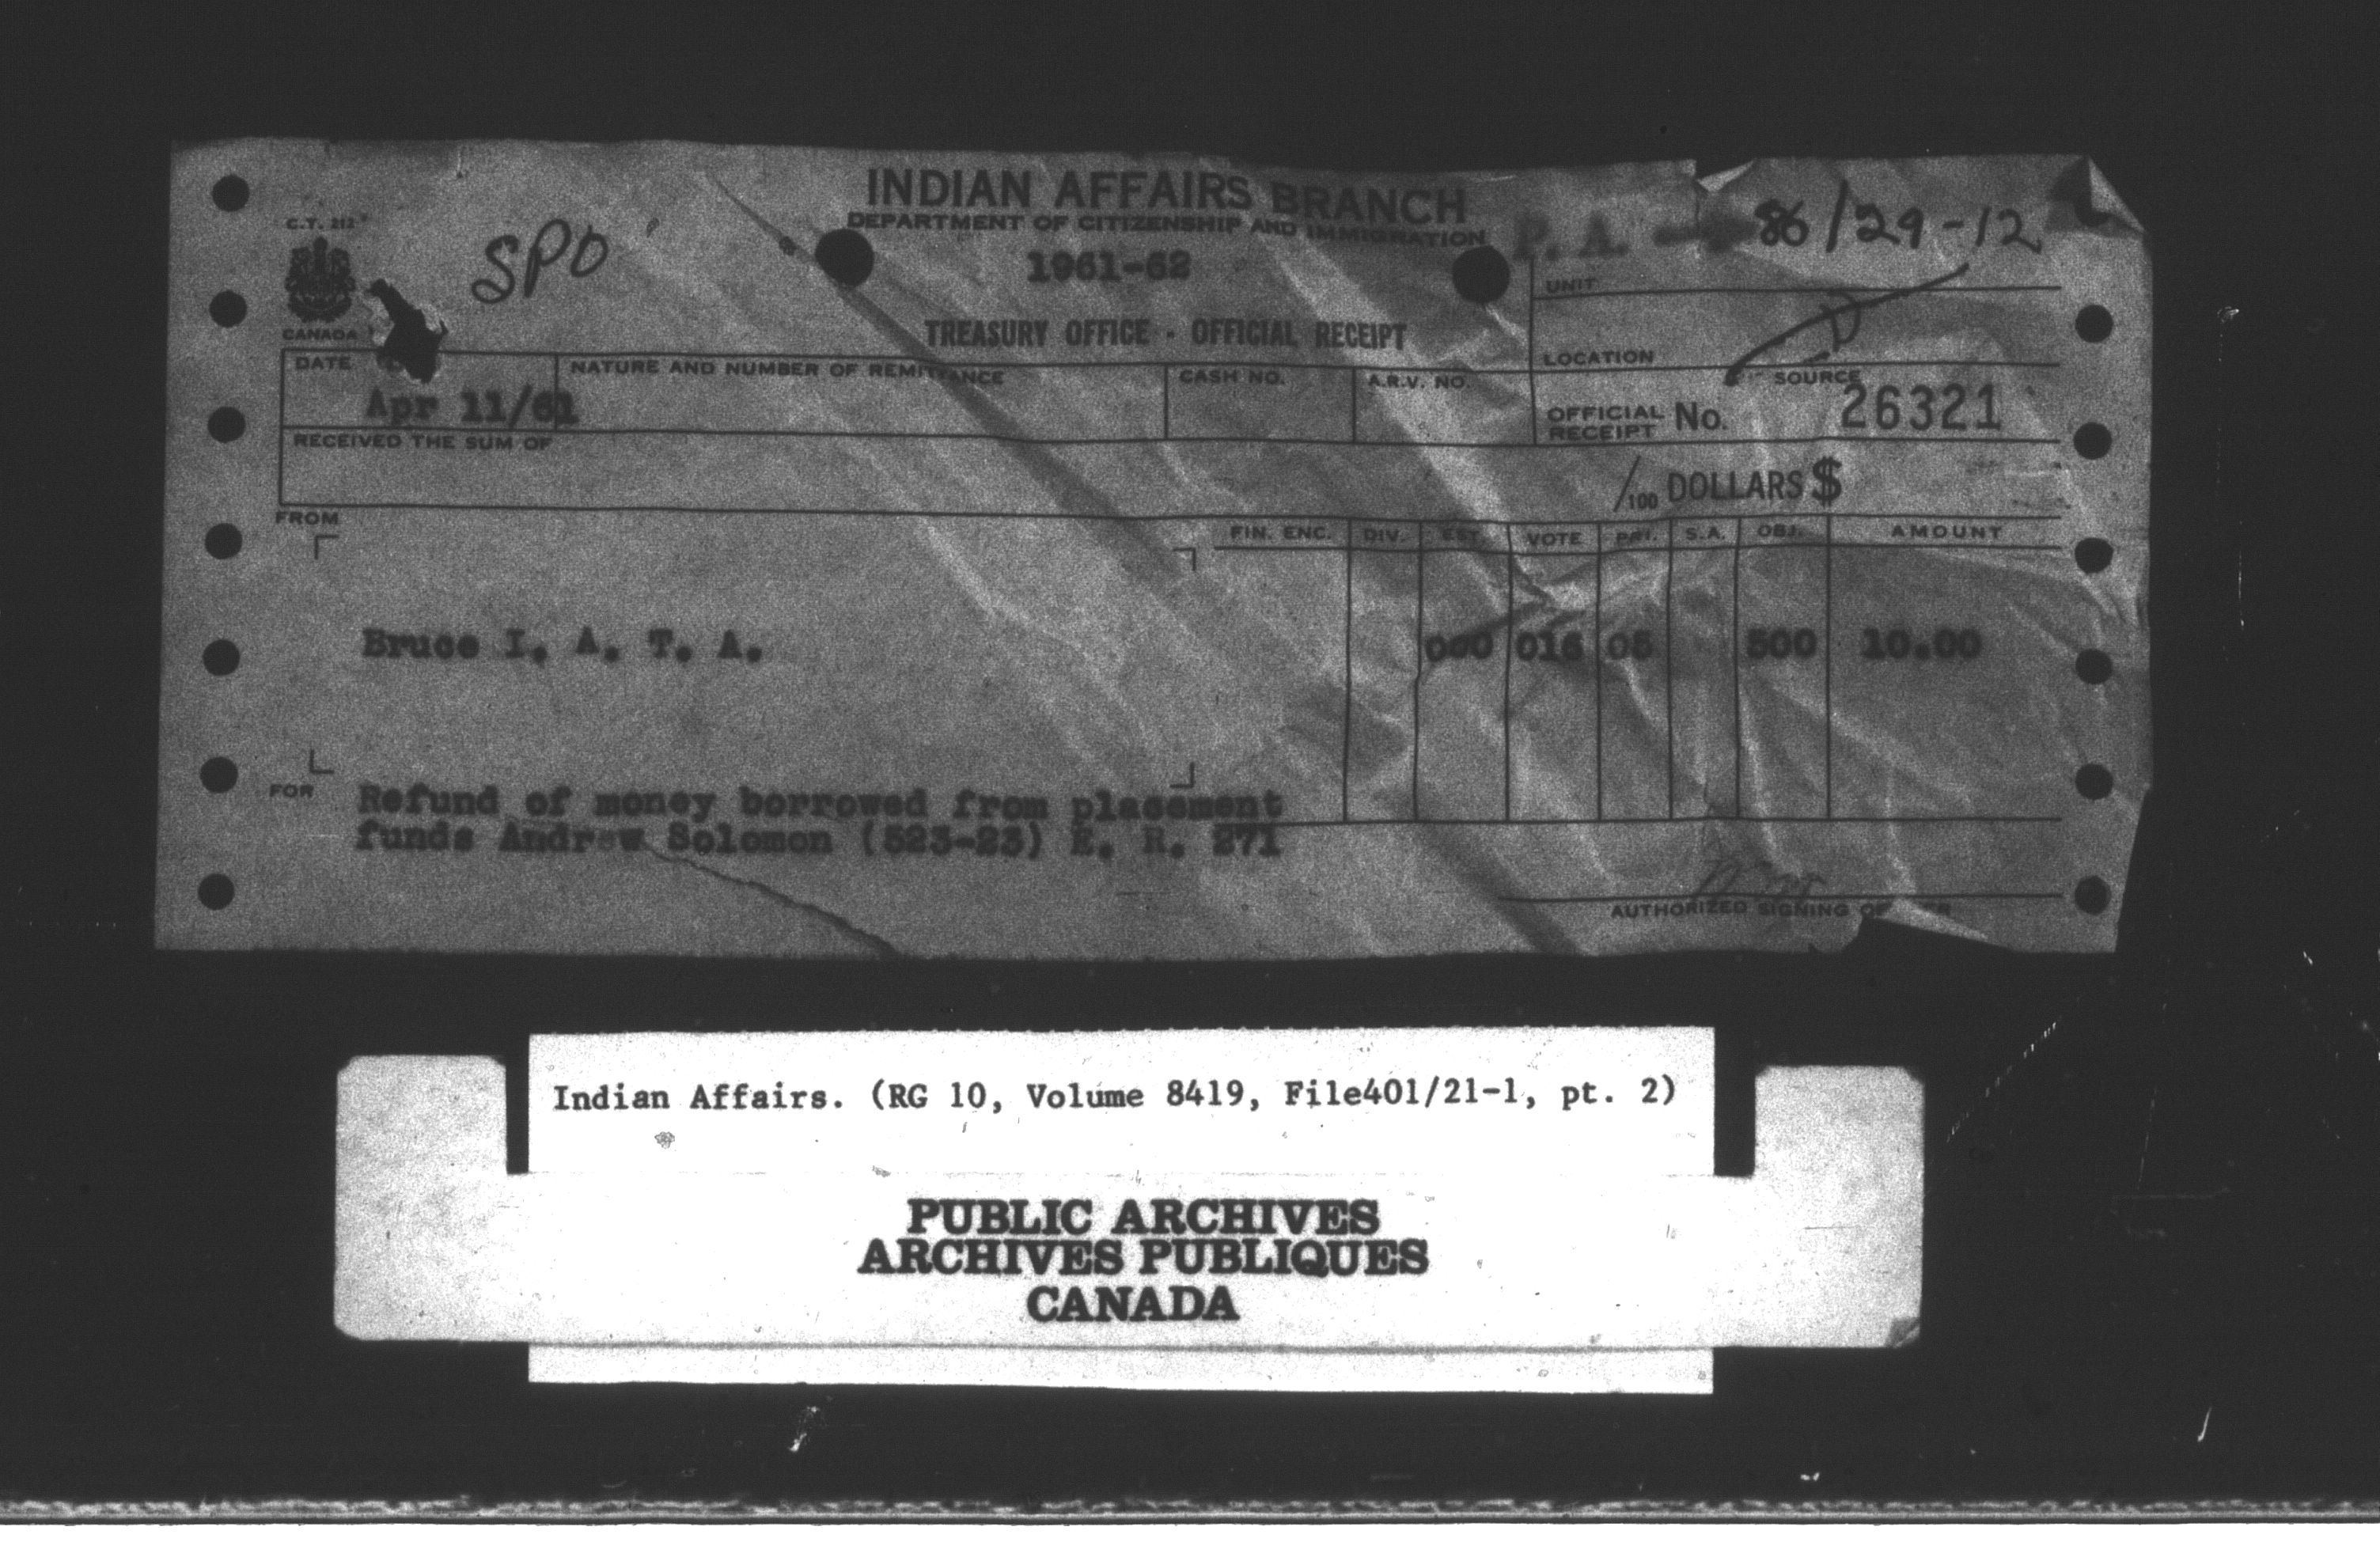 INDIAN AFFAIRS BRANCH
DEPARTMENT OF CITIZENSHIP AND IMMIGRATION
C.T. 212
SPO
P. A. 86/29-12
1961-62
CANADA
TREASURY OFFICE - OFFICIAL RECEIPT
UNIT
LOCATION
DATE NATURE AND NUMBER OF REMITTANCE CASH NO. A.R.V. NO. SOURCE
Apr 11/61
OFFICIAL RECEIPT No. 26321
RECEIVED THE SUM OF
/100 DOLLARS $
FROM
FIN. ENC. DIV. EST. VOTE PRI. S.A. OBJ. AMOUNT
Bruce I. A. T. A. 000 016 05 500 10.00
FOR Refund of money borrowed from placement
funds Andrew Solomon (523-23) E. R. 271
AUTHORIZED SIGNING OFFICER
Indian Affairs. (RG 10, Volume 8419, File401/21-1, pt. 2)
PUBLIC ARCHIVES
ARCHIVES PUBLIQUES
CANADA